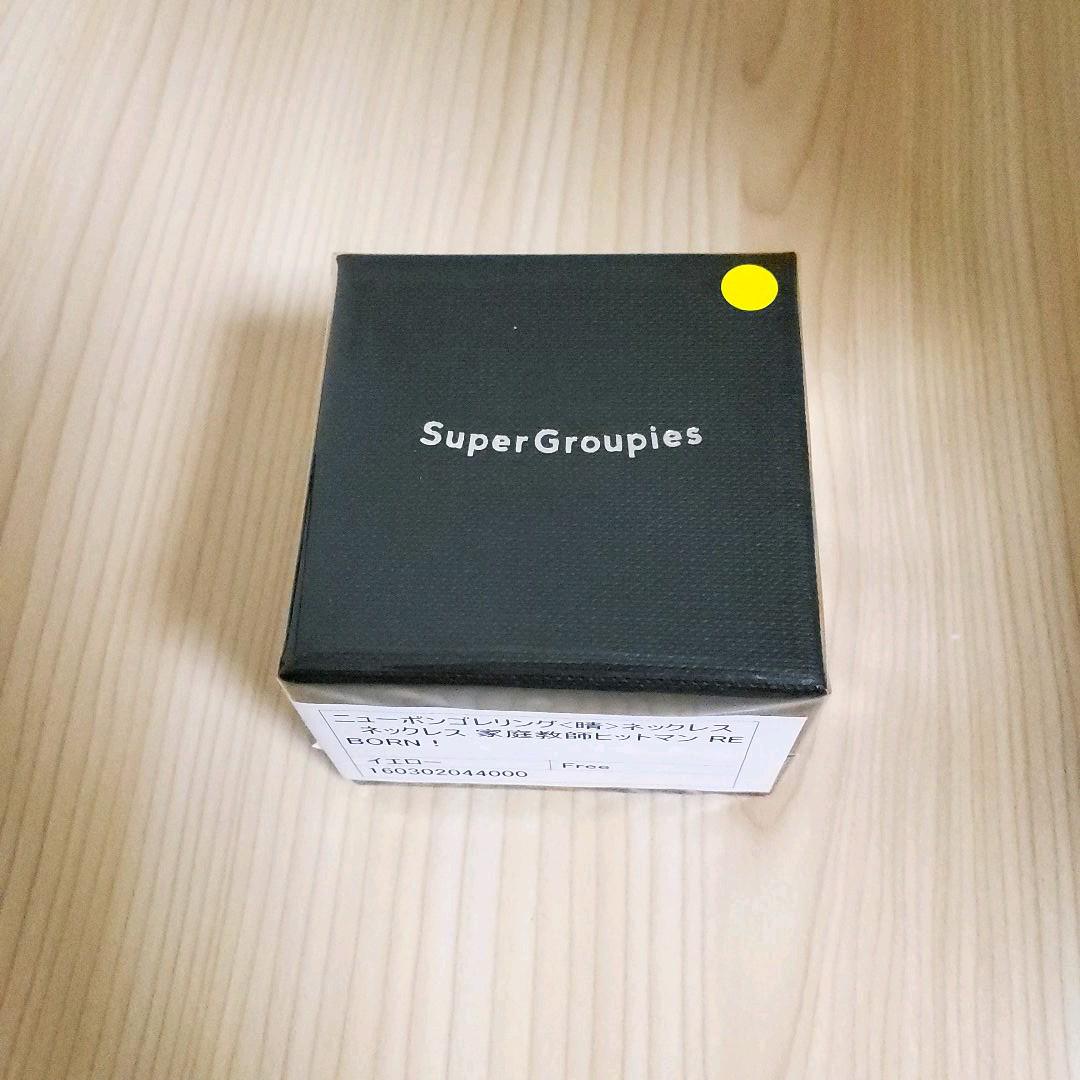 SuperGroupies
ニューボンゴレリング<晴>ネックレス
ネックレス 家庭教師ヒットマン RE
BORN！
イエロー Free
160302044000